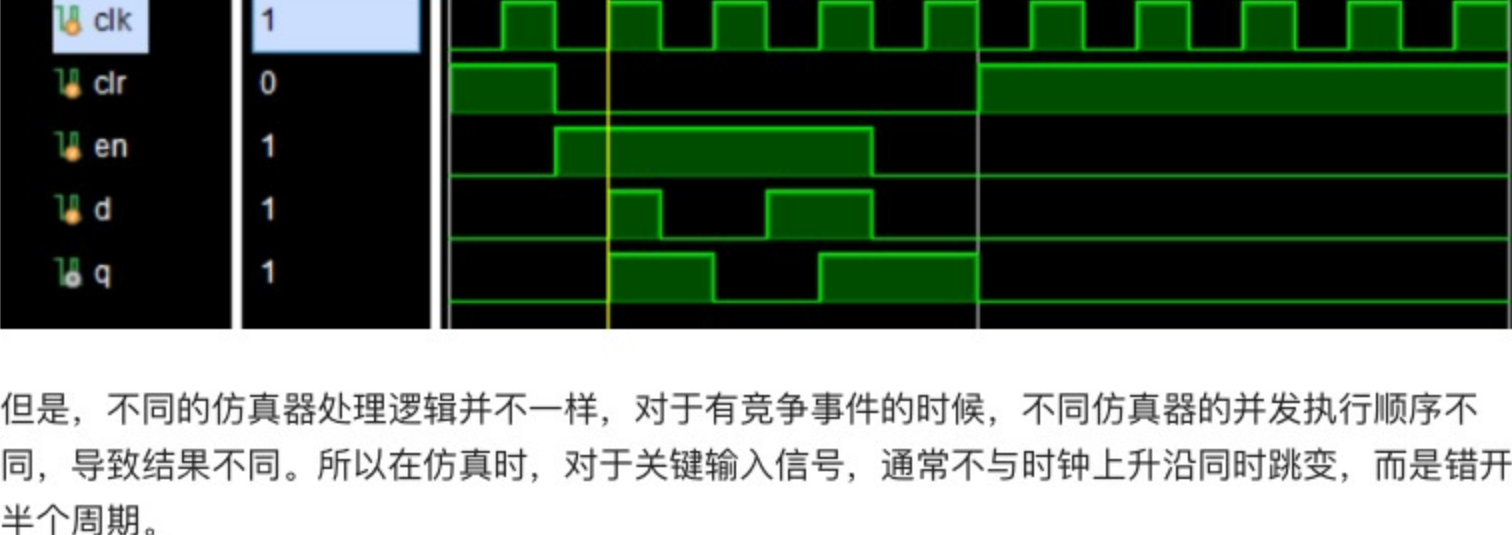 clk 1
clr 0
en 1
d 1
q 1
但是，不同的仿真器处理逻辑并不一样，对于有竞争事件的时候，不同仿真器的并发执行顺序不
同，导致结果不同。所以在仿真时，对于关键输入信号，通常不与时钟上升沿同时跳变，而是错开
半个周期。